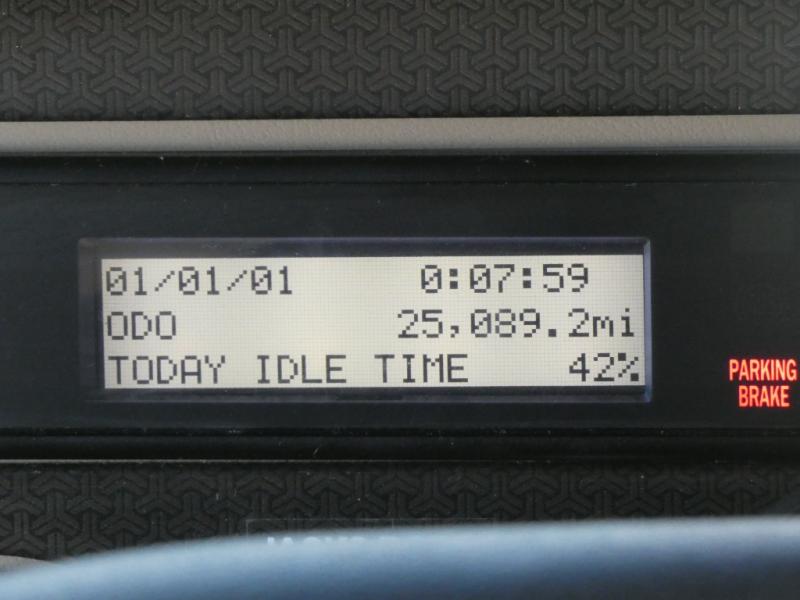 01/01/01 0:07:59
ODO 25,089.2mi
TODAY IDLE TIME 42%
PARKING
BRAKE